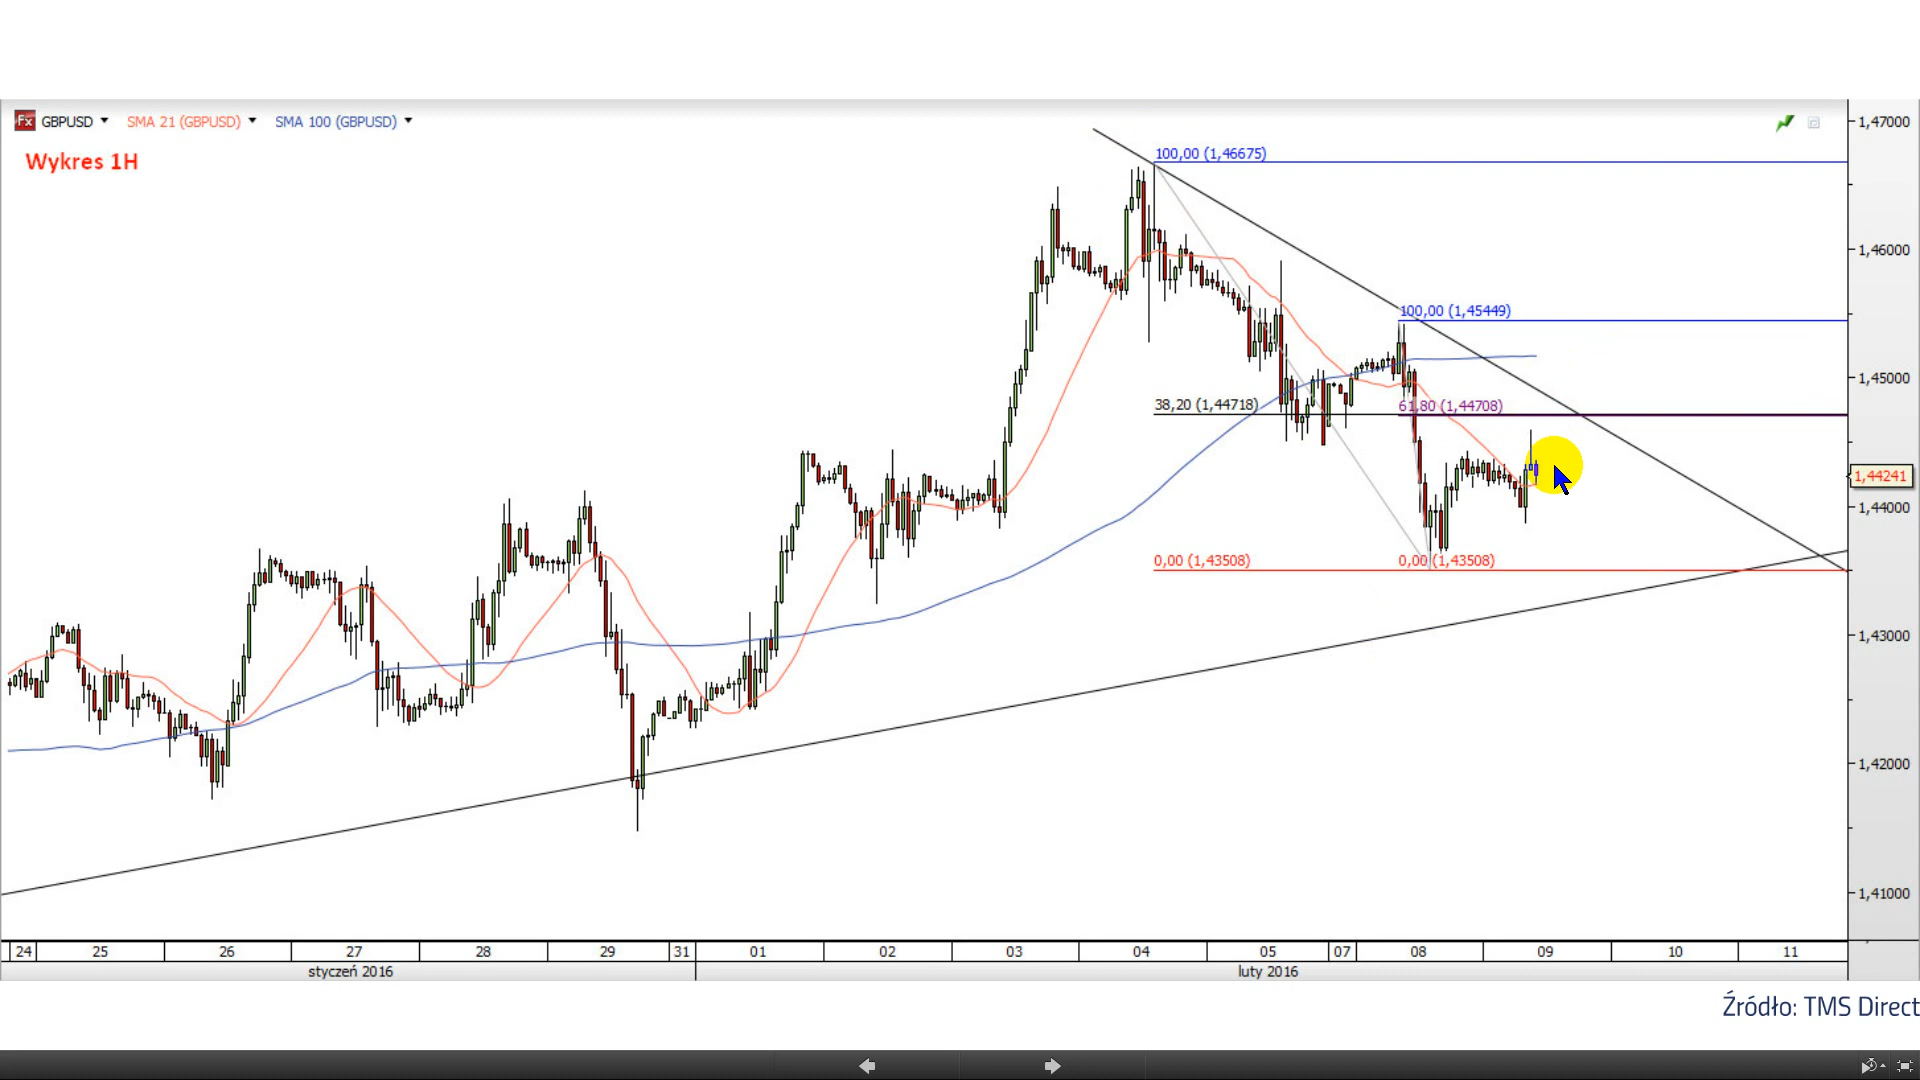 Fx GBPUSD SMA 21 (GBPUSD) SMA 100 (GBPUSD)
Wykres 1H
1,47000
100,00 (1,46675)
1,46000
100,00 (1,45449)
1,45000
38,20 (1,44718)
61,80 (1,44708)
1,44241
1,44000
0,00 (1,43508)
0,00 (1,43508)
1,43000
1,42000
1,41000
24 25 26 27 28 29 31 01 02 03 04 05 07 08 09 10 11
styczeń 2016 luty 2016
Źródło: TMS Direct